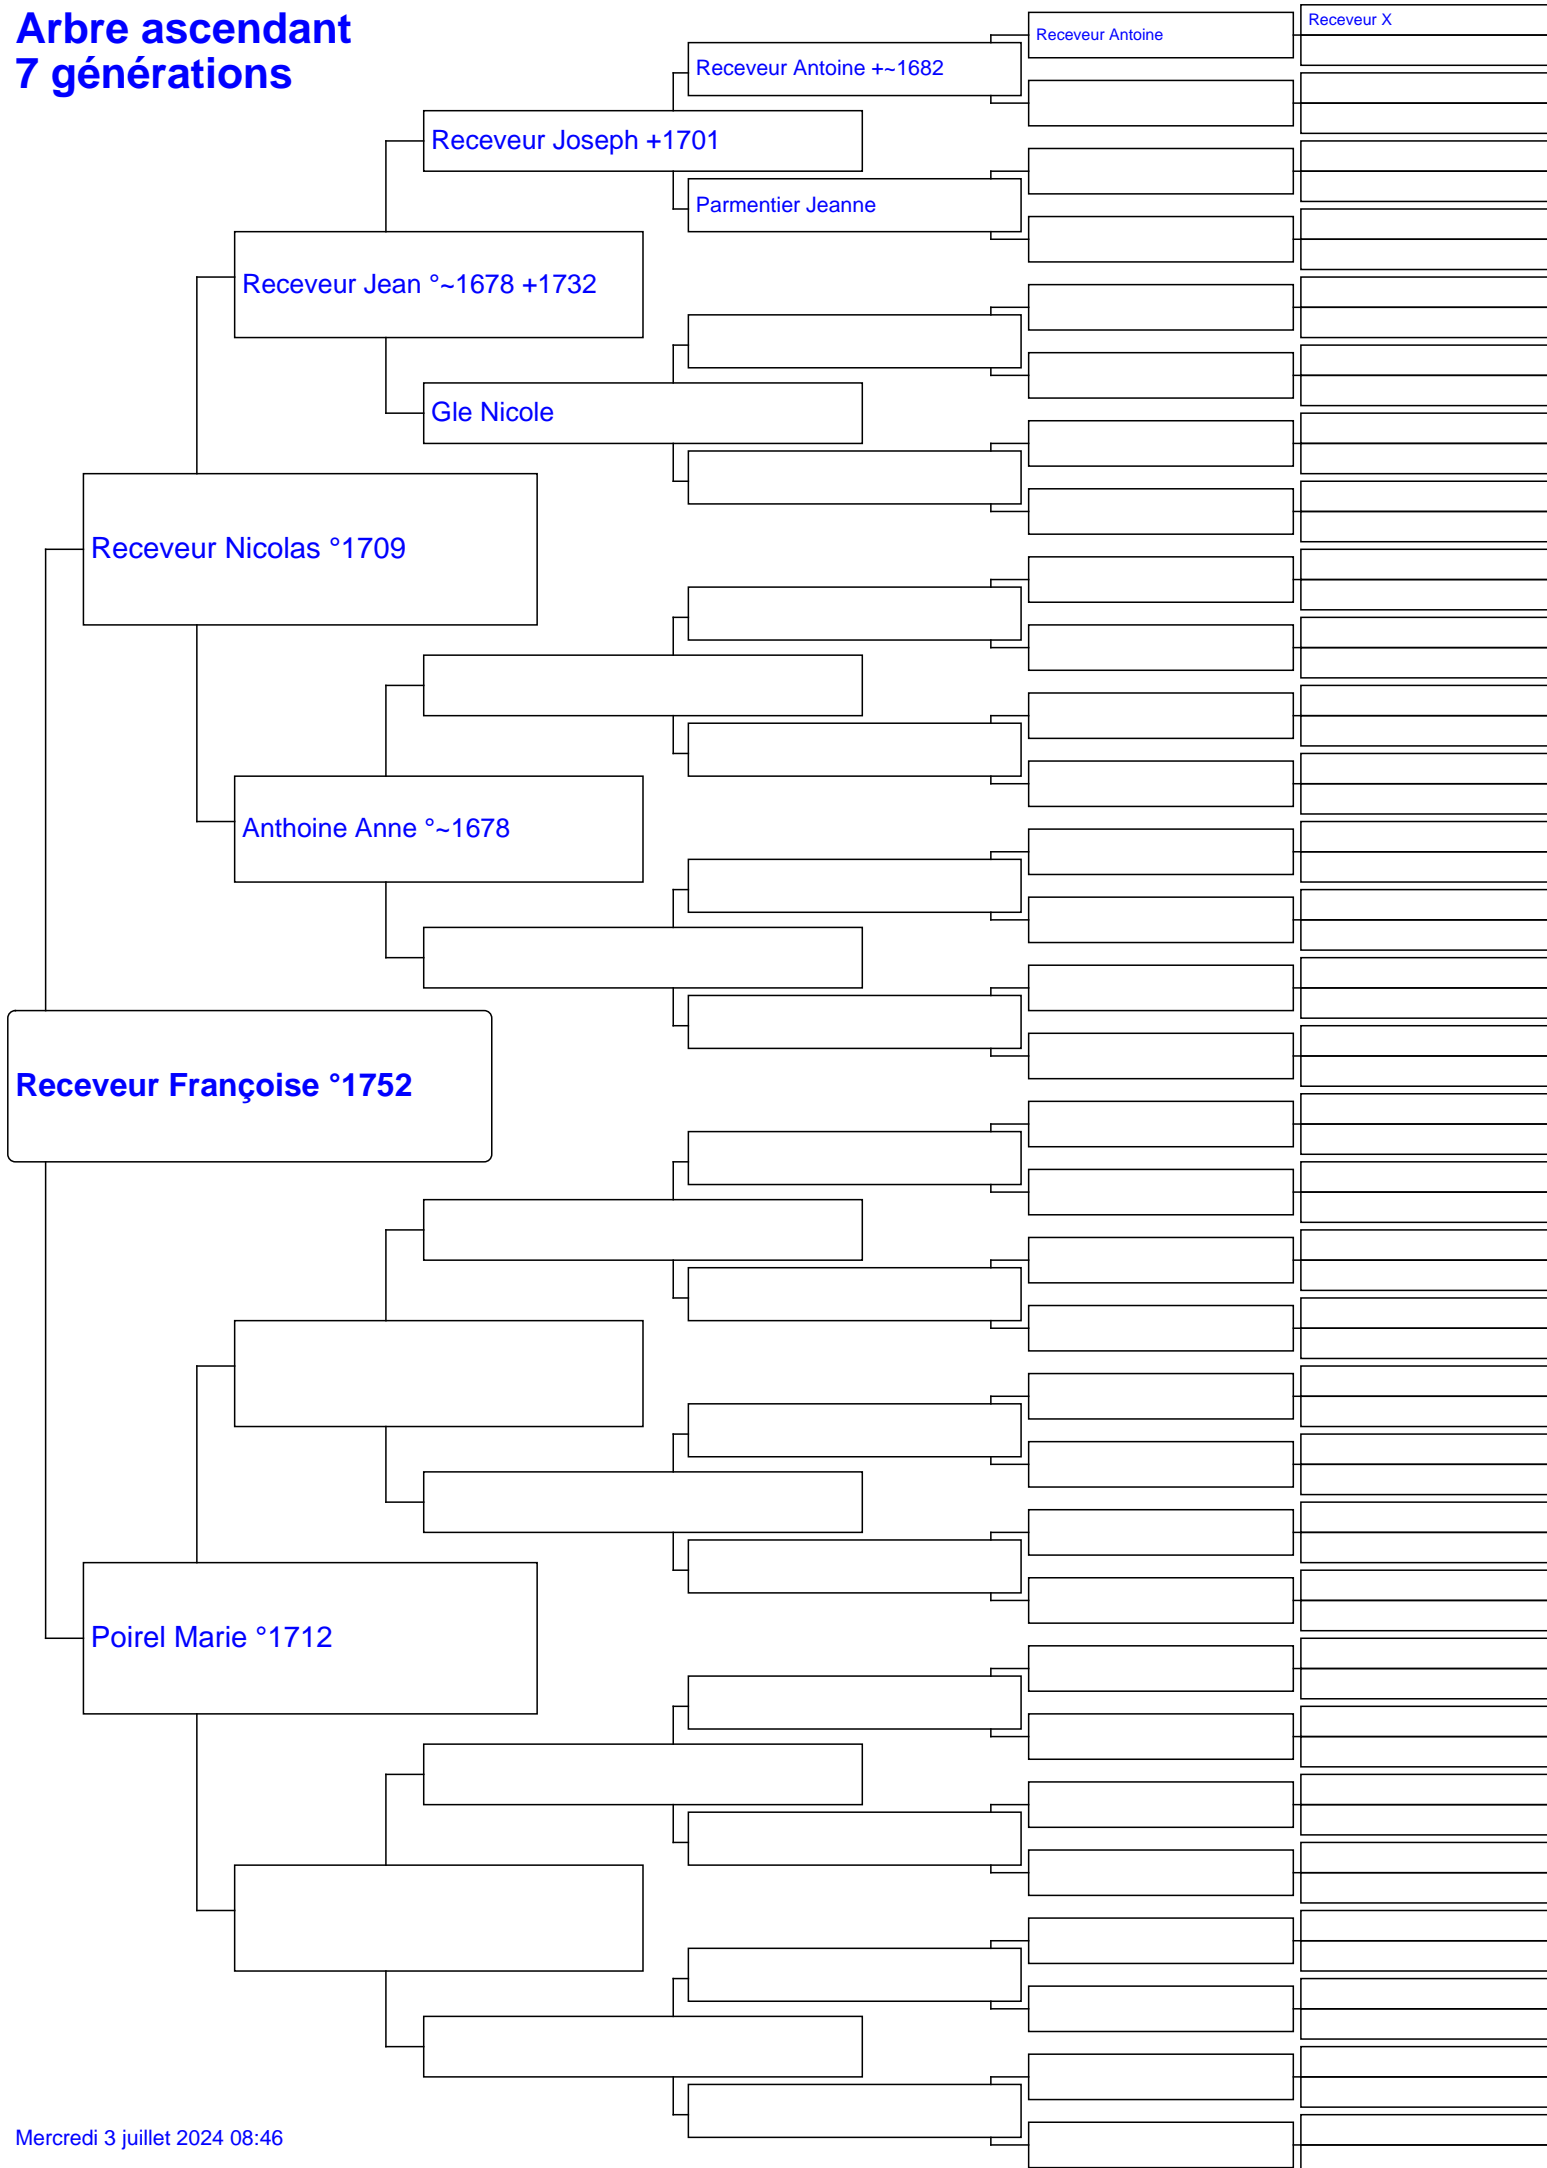 Arbre ascendant
7 générations
Receveur X
Receveur Antoine
Receveur Antoine +~1682
Receveur Joseph +1701
Parmentier Jeanne
Receveur Jean °~1678 +1732
Gle Nicole
Receveur Nicolas °1709
Anthoine Anne °~1678
Receveur Françoise °1752
Poirel Marie °1712
Mercredi 3 juillet 2024 08:46